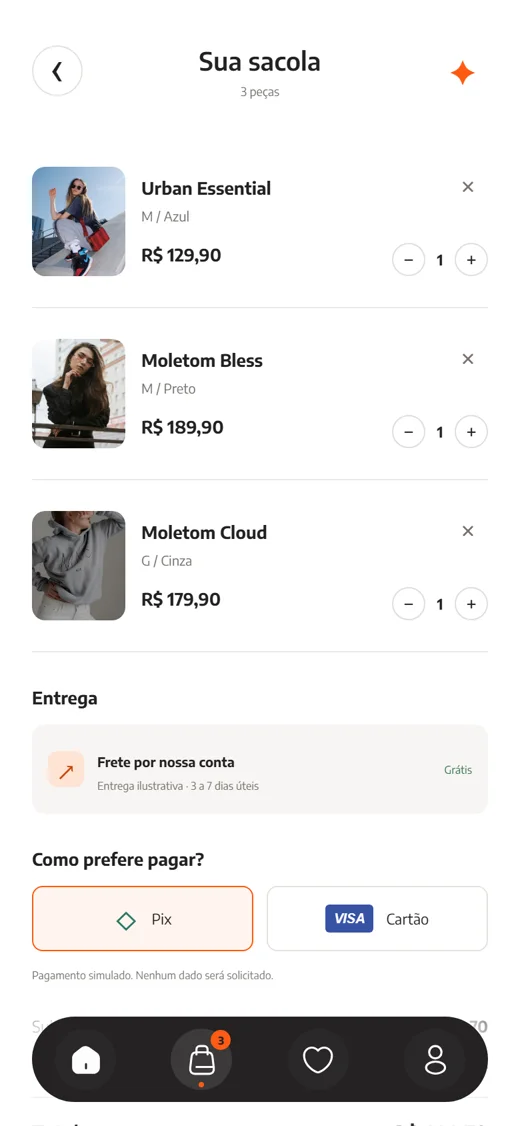 Sua sacola
3 peças
Urban Essential
M / Azul
R$ 129,90
1
Moletom Bless
M / Preto
R$ 189,90
1
Moletom Cloud
G / Cinza
R$ 179,90
1
Entrega
Frete por nossa conta
Entrega ilustrativa · 3 a 7 dias úteis
Grátis
Como prefere pagar?
Pix
VISA
Cartão
Pagamento simulado. Nenhum dado será solicitado.
3